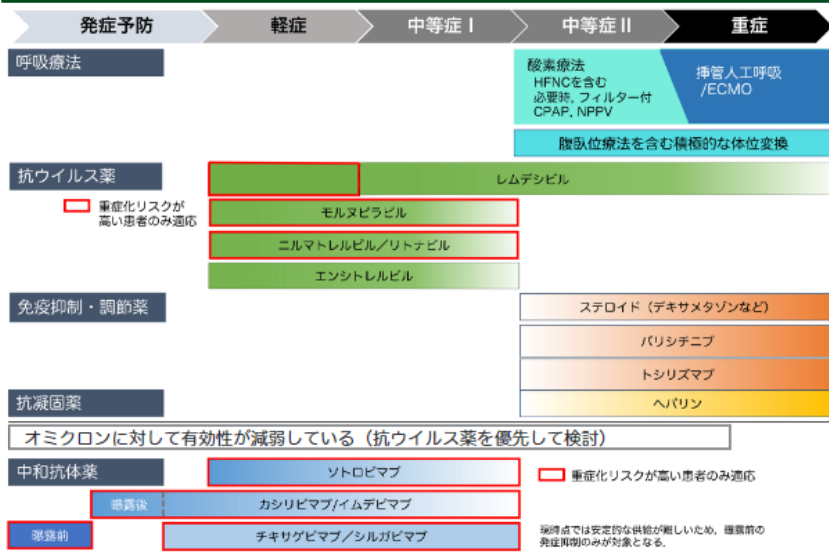 発症予防
軽症
中等症 I
中等症 II
重症
呼吸療法
酸素療法
HFNCを含む
必要時, フィルター付
CPAP, NPPV
挿管人工呼吸
/ECMO
腹臥位療法を含む積極的な体位変換
抗ウイルス薬
重症化リスクが
高い患者のみ適応
レムデシビル
モルヌピラビル
ニルマトレルビル／リトナビル
エンシトレルビル
免疫抑制・調節薬
ステロイド（デキサメタゾンなど）
バリシチニブ
トシリズマブ
抗凝固薬
ヘパリン
オミクロンに対して有効性が減弱している（抗ウイルス薬を優先して検討）
中和抗体薬
ソトロビマブ
重症化リスクが高い患者のみ適応
曝露後
カシリビマブ/イムデビマブ
曝露前
チキサゲビマブ／シルガビマブ
現時点では安定的な供給が難しいため、曝露前の
発症抑制のみが対象となる．